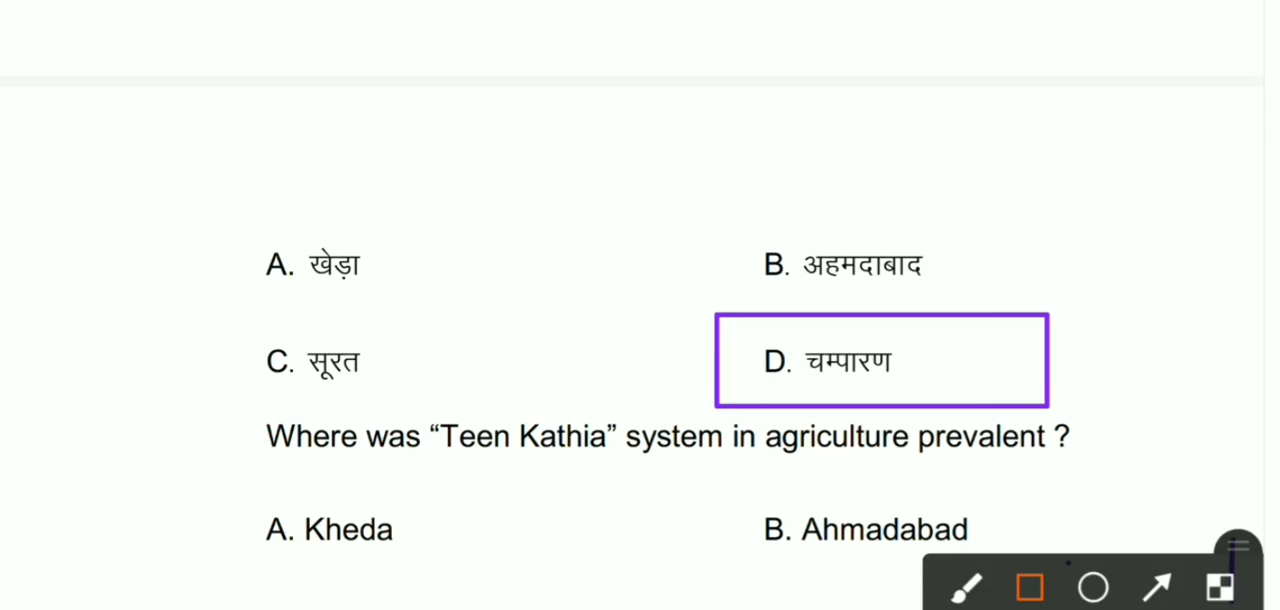 A. खेड़ा B. अहमदाबाद
C. सूरत D. चम्पारण
Where was “Teen Kathia” system in agriculture prevalent ?
A. Kheda B. Ahmadabad